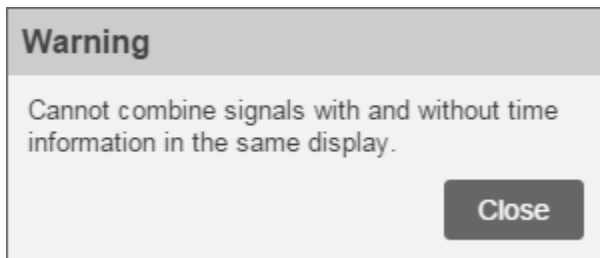 Warning
Cannot combine signals with and without time
information in the same display.
Close